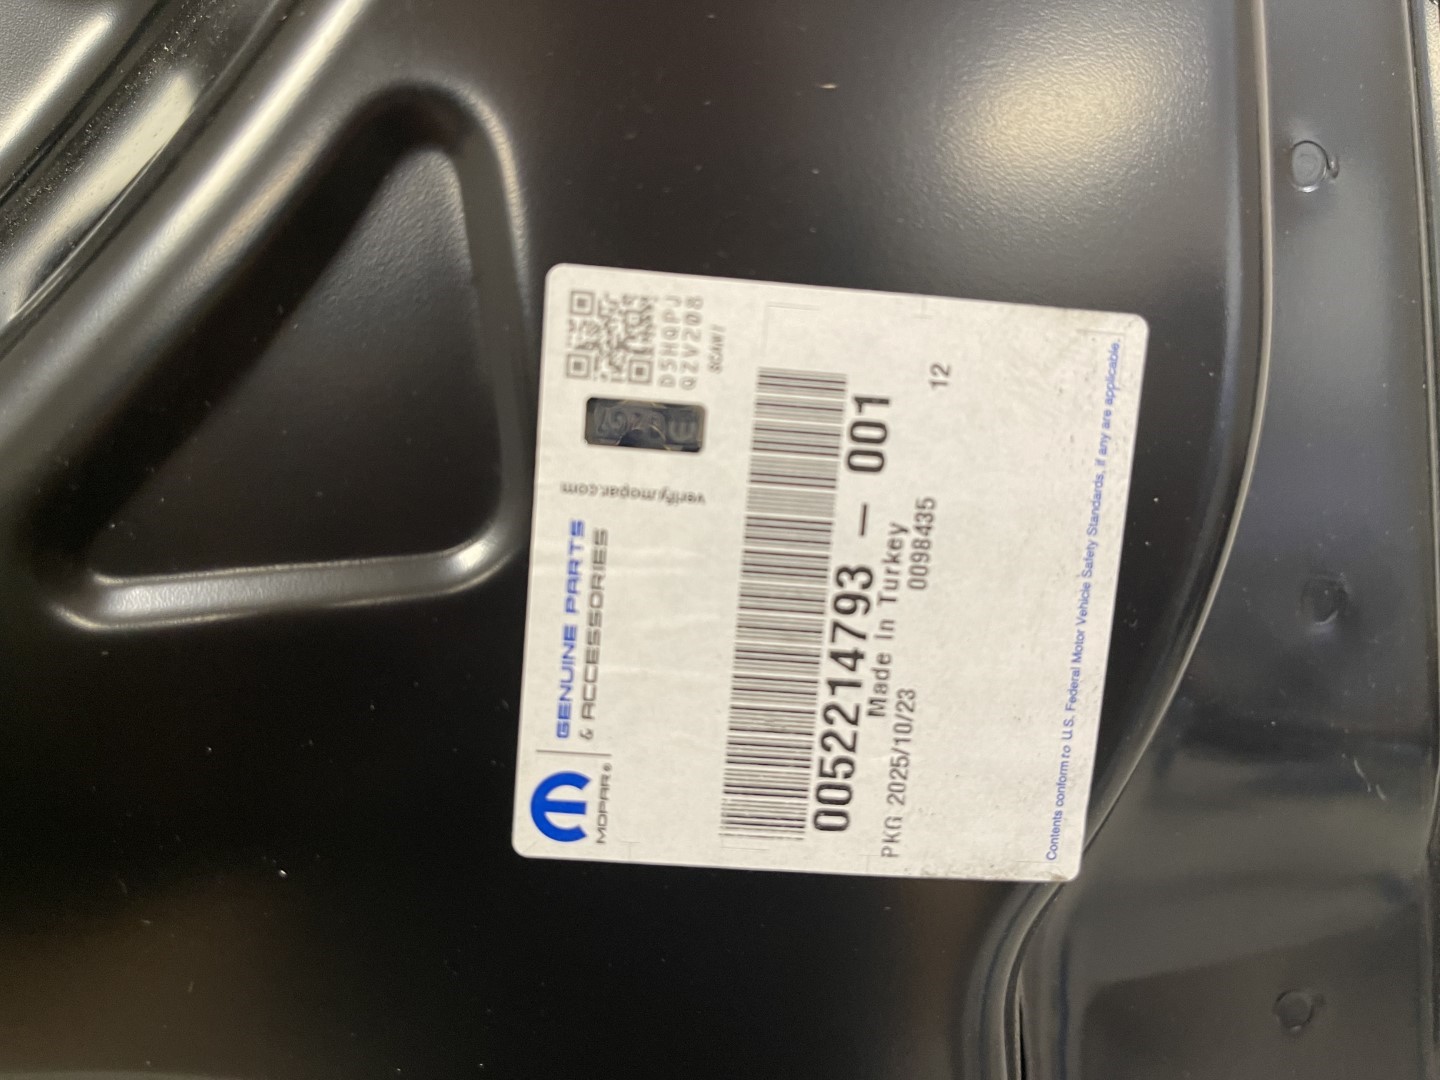 MOPAR®
GENUINE PARTS
& ACCESSORIES
verify.mopar.com
D5HQPJ
QZV208
SCAN!
0052214793 — 001
Made In Turkey
PKG 2025/10/23
0098435
12
Contents conform to U.S. Federal Motor Vehicle Safety Standards, if any are applicable.